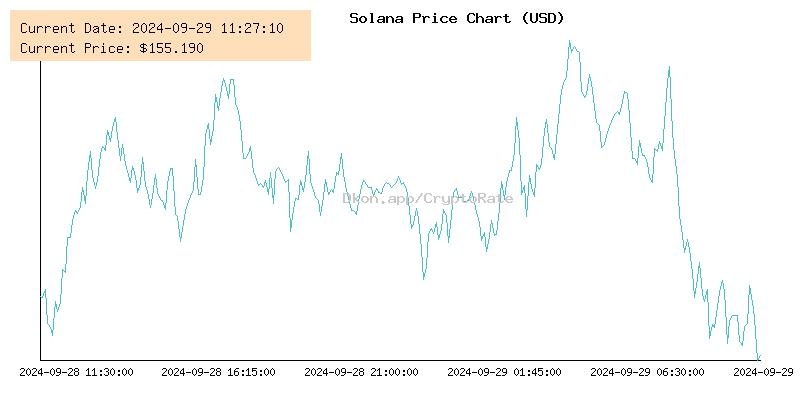 Solana Price Chart (USD)
Current Date: 2024-09-29 11:27:10
Current Price: $155.190
Dkon.app/CryptoRate
2024-09-28 11:30:00 2024-09-28 16:15:00 2024-09-28 21:00:00 2024-09-29 01:45:00 2024-09-29 06:30:00 2024-09-29